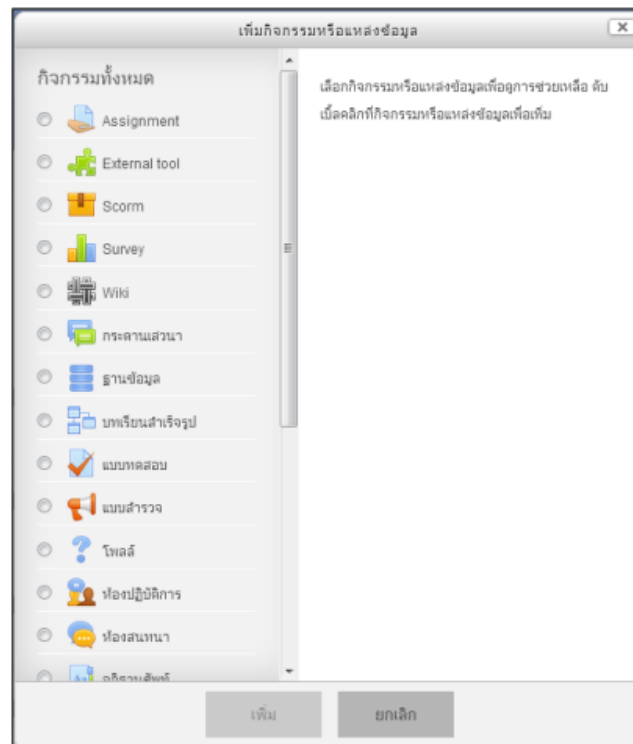 เพิ่มกิจกรรมหรือแหล่งข้อมูล
กิจกรรมทั้งหมด
Assignment
External tool
Scorm
Survey
Wiki
กระดานเสวนา
ฐานข้อมูล
บทเรียนสำเร็จรูป
แบบทดสอบ
แบบสำรวจ
โพลล์
ห้องปฏิบัติการ
ห้องสนทนา
อภิธานศัพท์
เลือกกิจกรรมหรือแหล่งข้อมูลเพื่อดูการช่วยเหลือ ดับ
เบิ้ลคลิกที่กิจกรรมหรือแหล่งข้อมูลเพื่อเพิ่ม
เพิ่ม
ยกเลิก